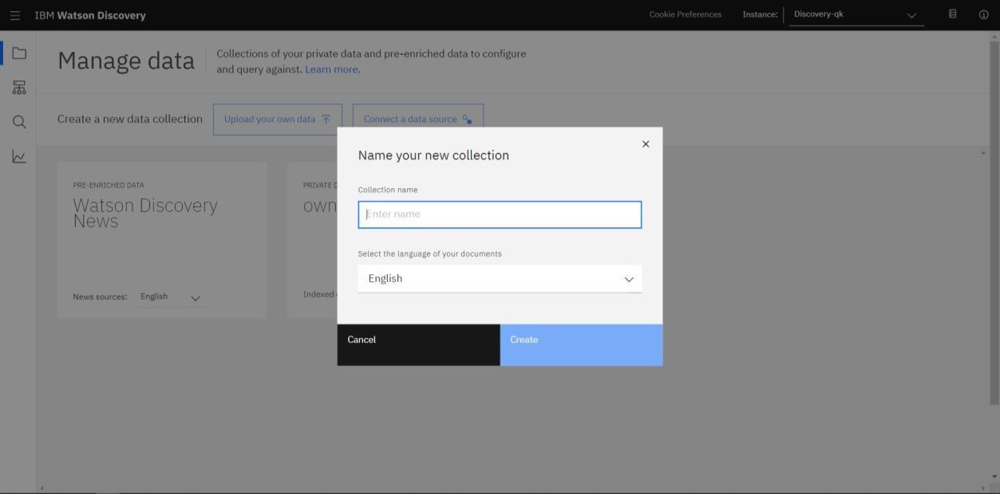 IBM Watson Discovery
Cookie Preferences
Instance:
Discovery-qk
Manage data
Collections of your private data and pre-enriched data to configure
and query against. Learn more.
Create a new data collection
Upload your own data
Connect a data source
PRE-ENRICHED DATA
Watson Discovery
News
News sources: English
PRIVATE D
own
Indexed
Name your new collection
Collection name
Enter name
Select the language of your documents
English
Cancel
Create